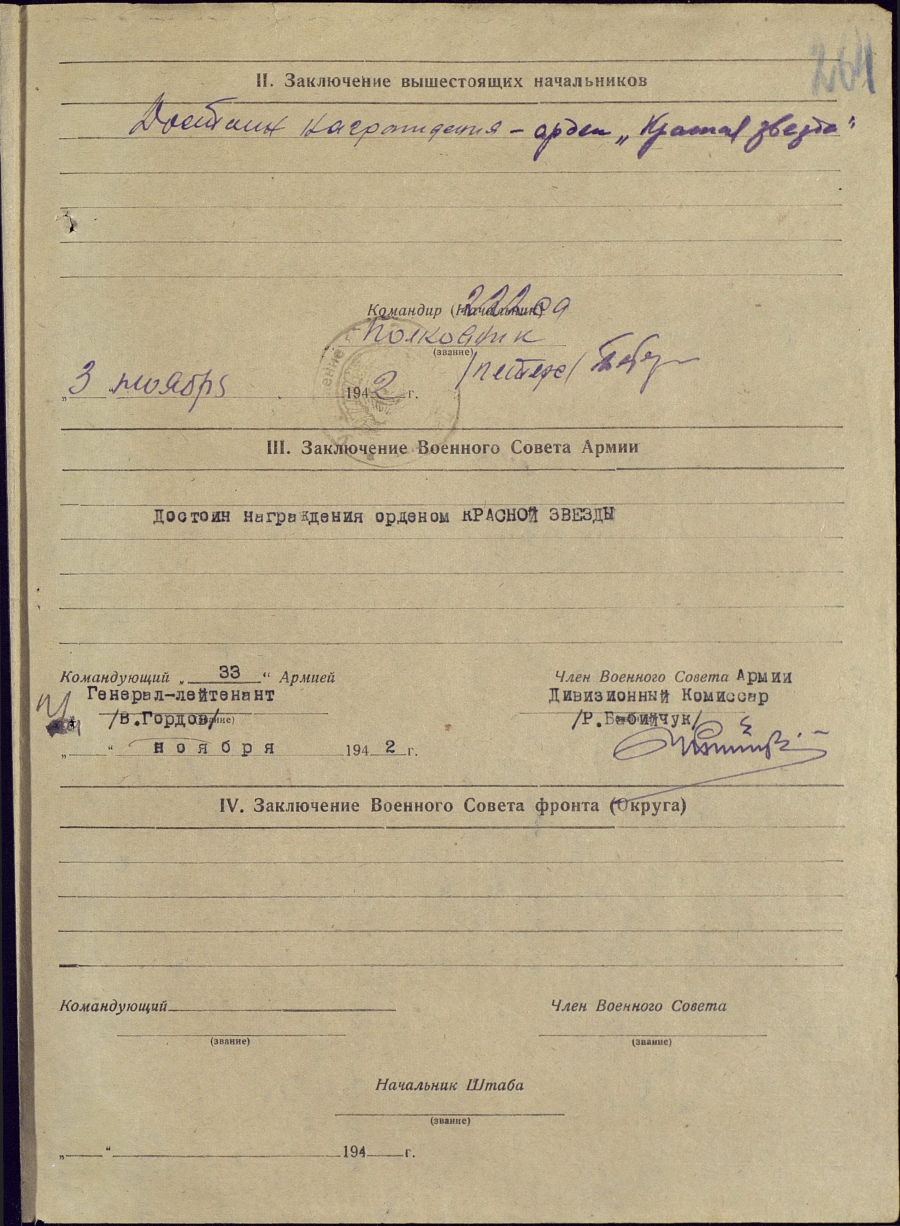 264
II. Заключение вышестоящих начальников
Достоин награждения – орден „Красная звезда"
Командир (Начальник) 222 сд
Полковник
(звание)
„3 ноября 1942 г.
III. Заключение Военного Совета Армии
Достоин награждения орденом КРАСНОЙ ЗВЕЗДЫ
Командующий „ 33 " Армией
Член Военного Совета Армии
Генерал-лейтенант
Дивизионный Комиссар
/В.Гордов/ (звание)
/Р.Бабийчук/
„ " ноября 1942 г.
IV. Заключение Военного Совета фронта (Округа)
Командующий
Член Военного Совета
(звание)
(звание)
Начальник Штаба
(звание)
„ " 194 г.